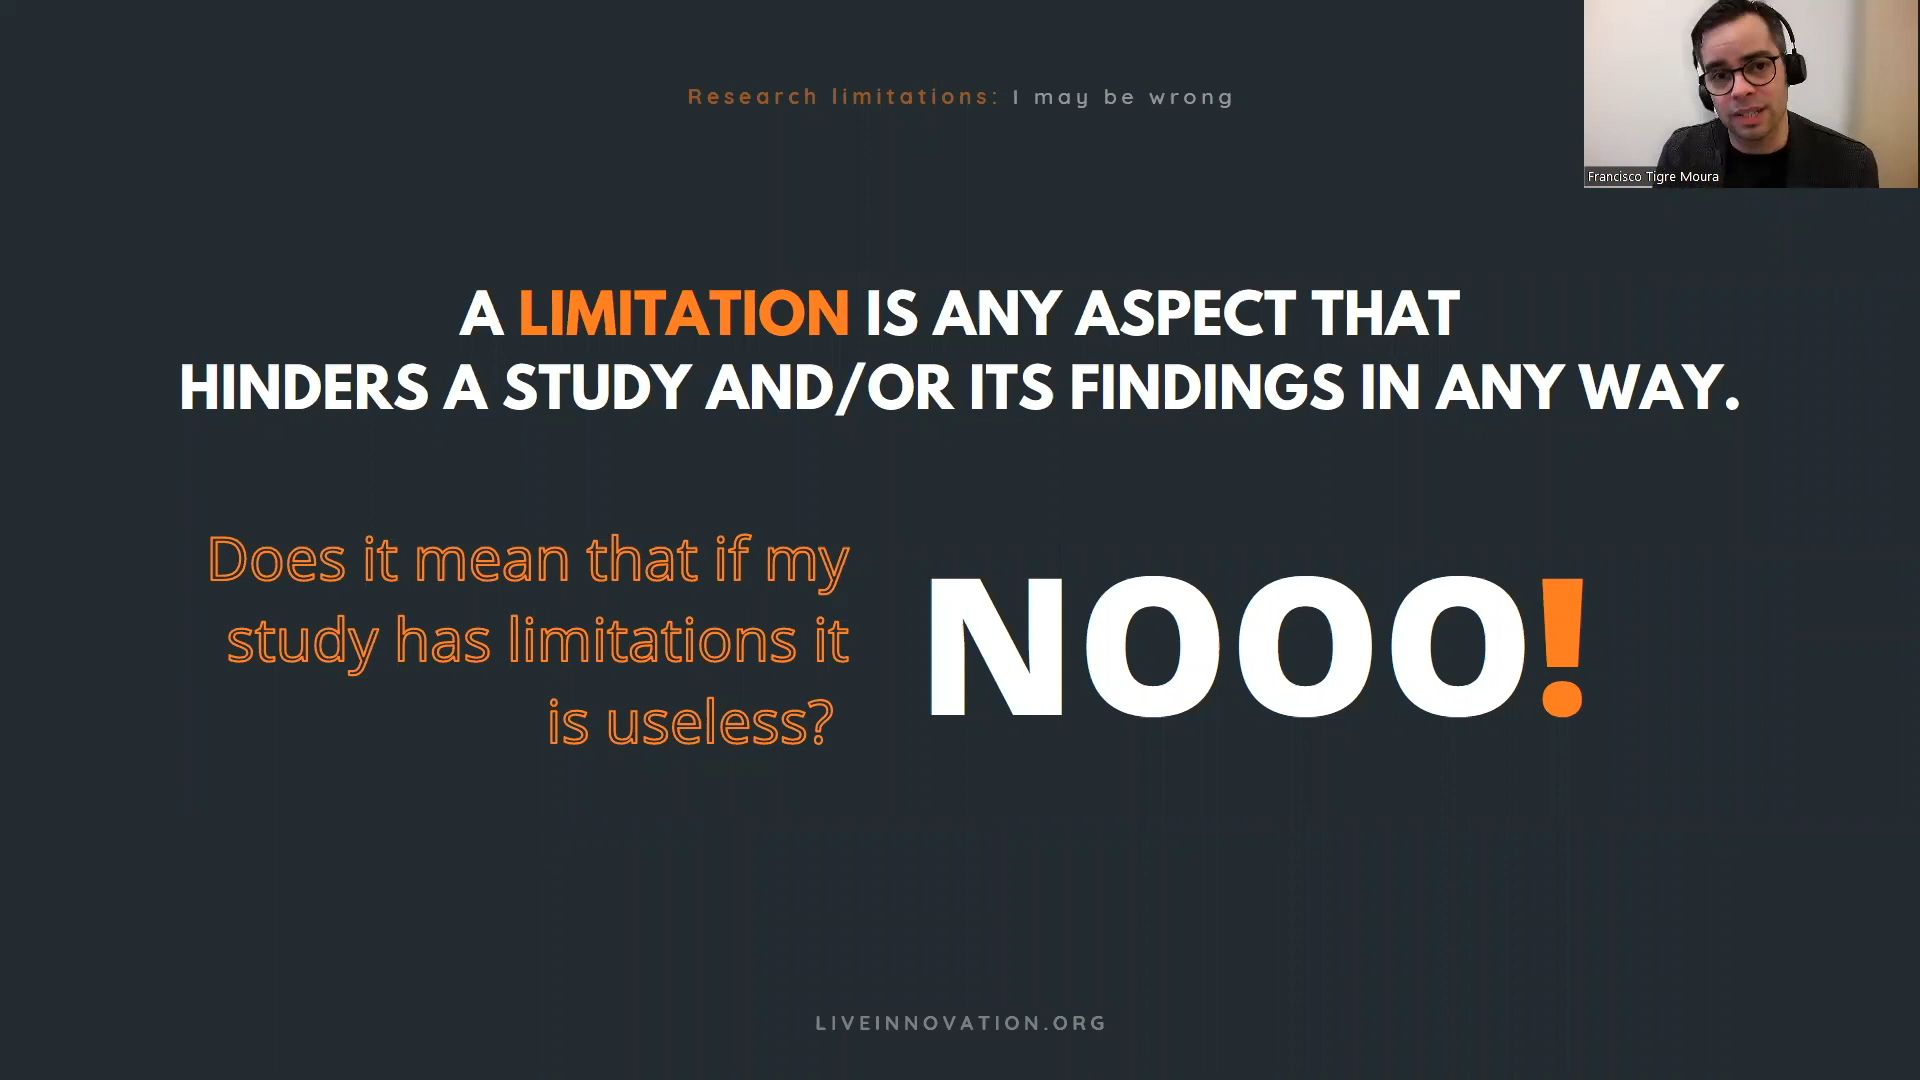 Research limitations: I may be wrong
Francisco Tigre Moura
A LIMITATION IS ANY ASPECT THAT
HINDERS A STUDY AND/OR ITS FINDINGS IN ANY WAY.
Does it mean that if my
study has limitations it
is useless?
NOOO!
LIVEINNOVATION.ORG